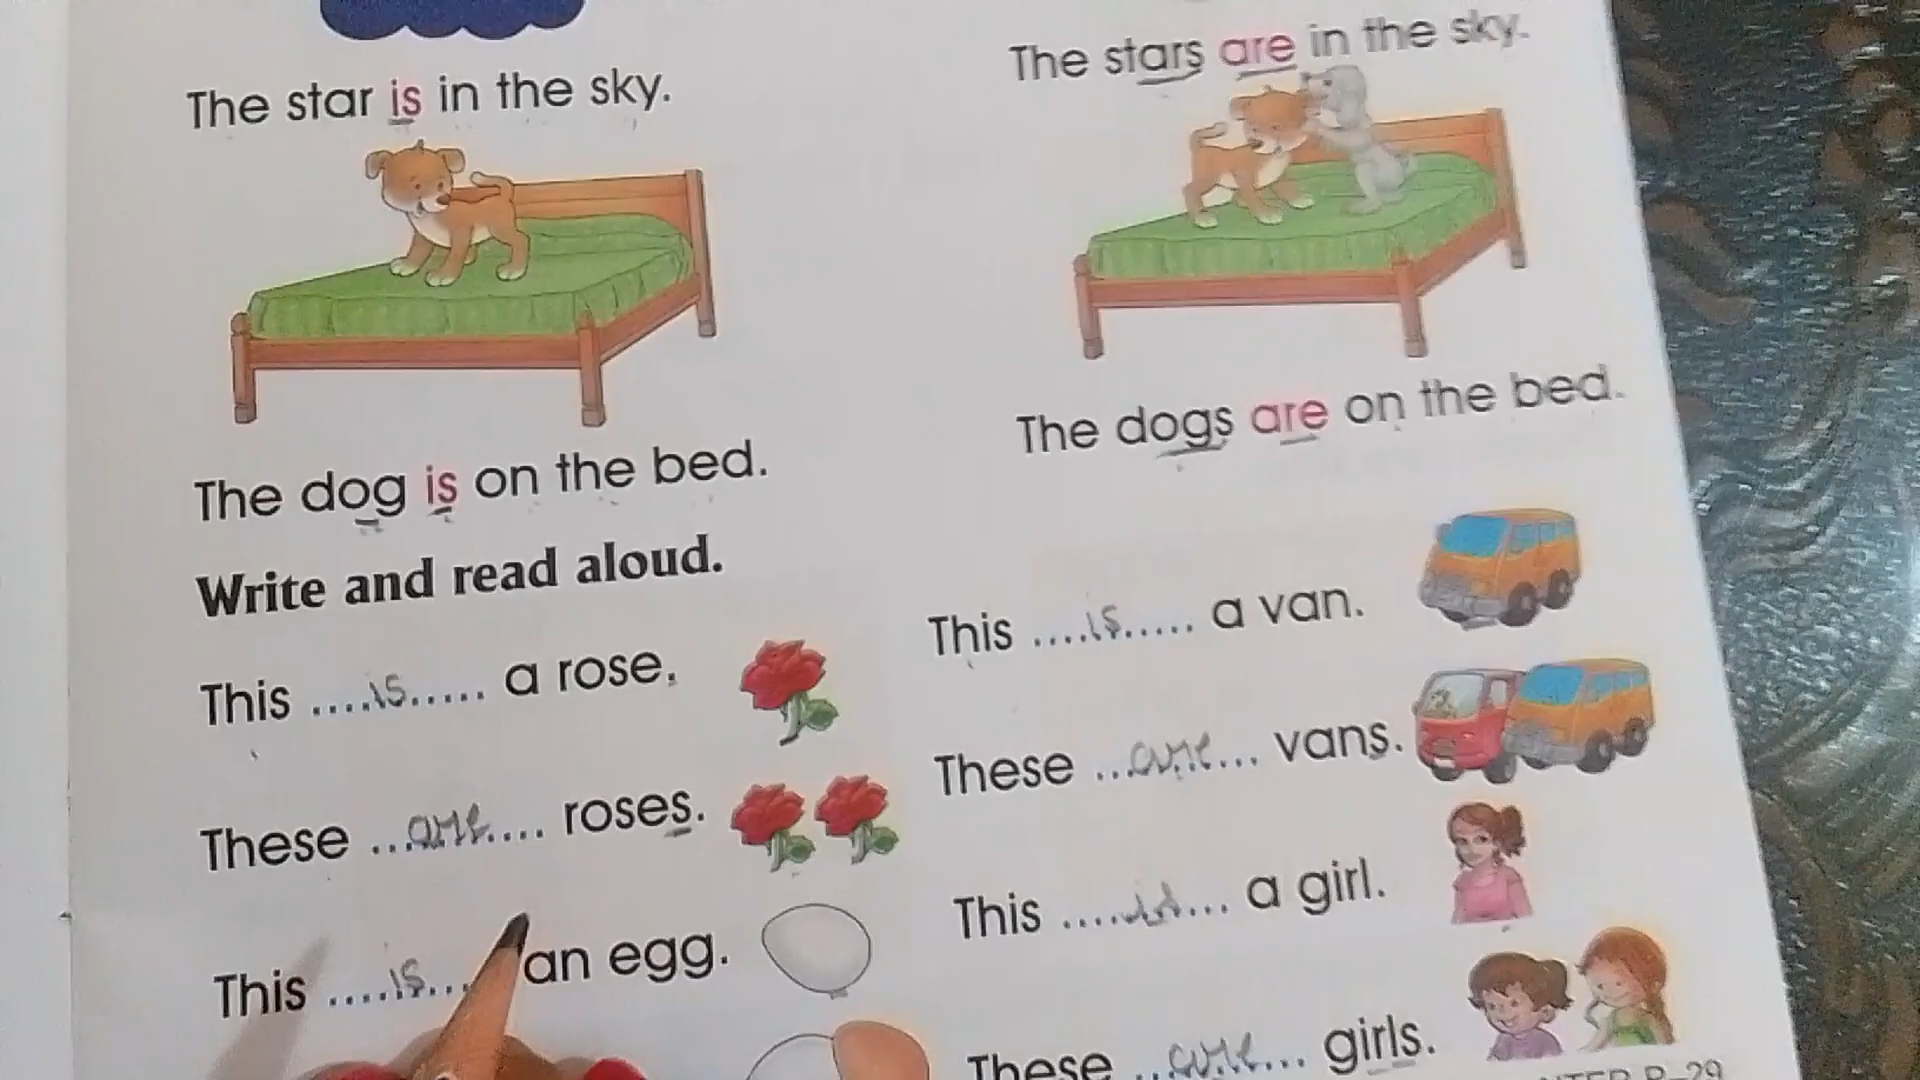 The star is in the sky.
The stars are in the sky.
The dog is on the bed.
The dogs are on the bed.
Write and read aloud.
This ....is..... a rose.
These ...are.... roses.
This ....is... an egg.
This ....is..... a van.
These ...are... vans.
This ....is... a girl.
These ...are... girls.
P-29